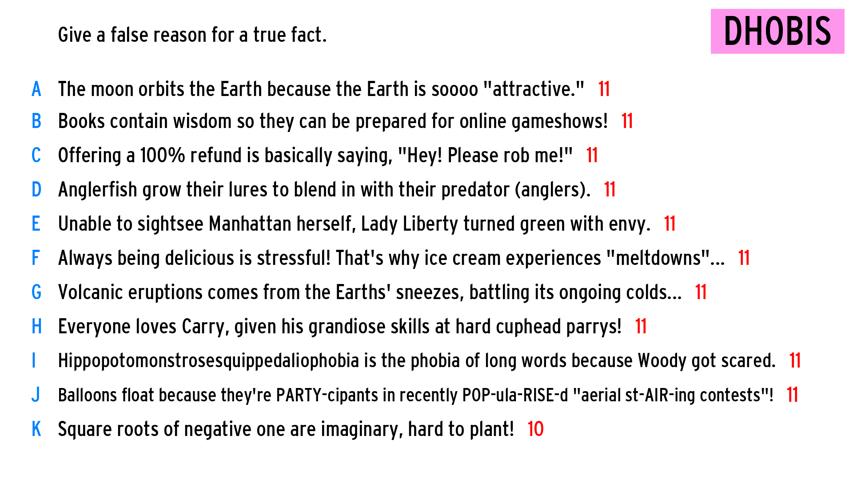 Give a false reason for a true fact.
DHOBIS
A The moon orbits the Earth because the Earth is soooo "attractive." 11
B Books contain wisdom so they can be prepared for online gameshows! 11
C Offering a 100% refund is basically saying, "Hey! Please rob me!" 11
D Anglerfish grow their lures to blend in with their predator (anglers). 11
E Unable to sightsee Manhattan herself, Lady Liberty turned green with envy. 11
F Always being delicious is stressful! That's why ice cream experiences "meltdowns"... 11
G Volcanic eruptions comes from the Earths' sneezes, battling its ongoing colds... 11
H Everyone loves Carry, given his grandiose skills at hard cuphead parrys! 11
I Hippopotomonstrosesquippedaliophobia is the phobia of long words because Woody got scared. 11
J Balloons float because they're PARTY-cipants in recently POP-ula-RISE-d "aerial st-AIR-ing contests"! 11
K Square roots of negative one are imaginary, hard to plant! 10